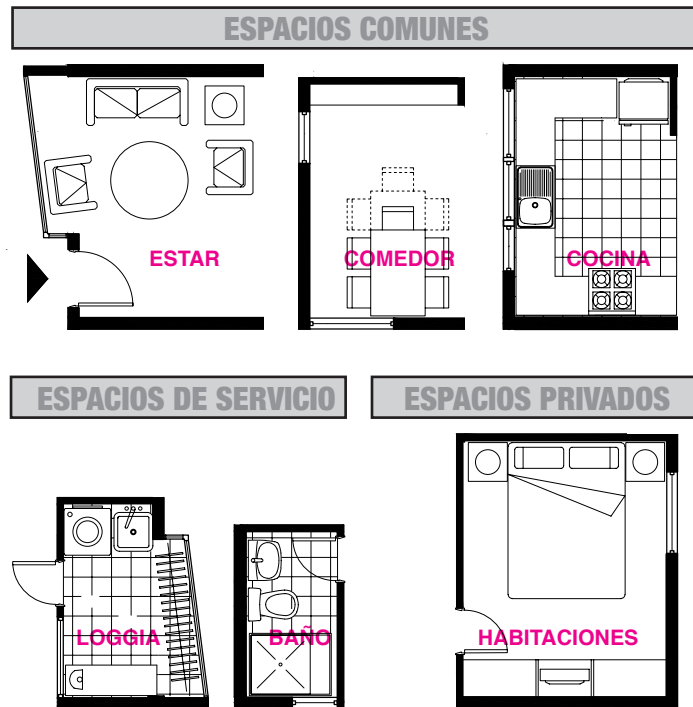 ESPACIOS COMUNES
ESTAR
COMEDOR
COCINA
ESPACIOS DE SERVICIO
ESPACIOS PRIVADOS
LOGGIA
BAÑO
HABITACIONES